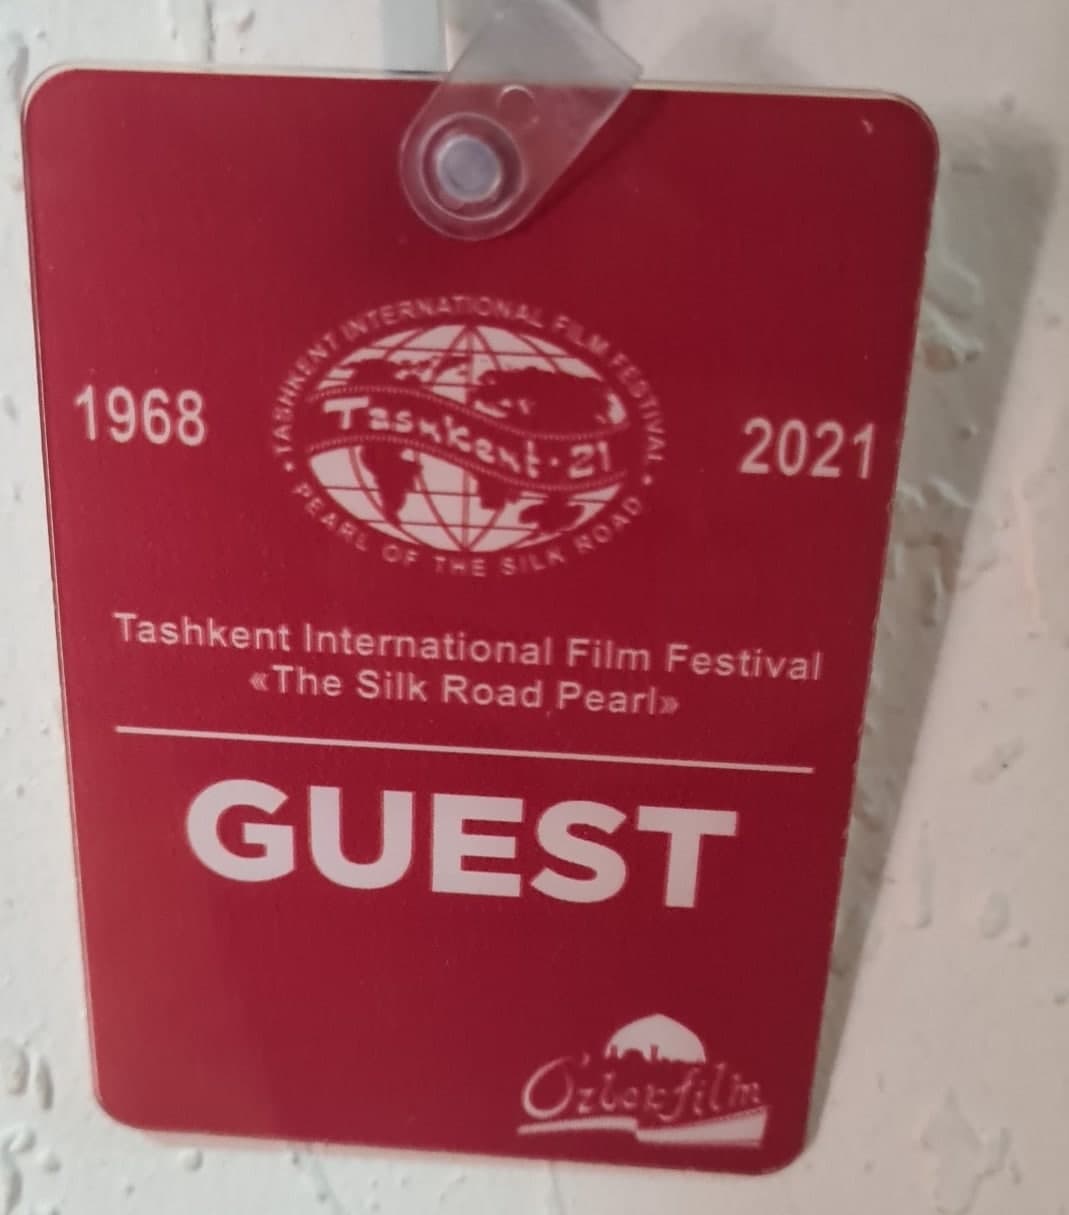 • TASHKENT INTERNATIONAL FILM FESTIVAL •
1968
Tashkent·21
2021
PEARL OF THE SILK ROAD
Tashkent International Film Festival
«The Silk Road Pearl»
GUEST
O'zbekfilm